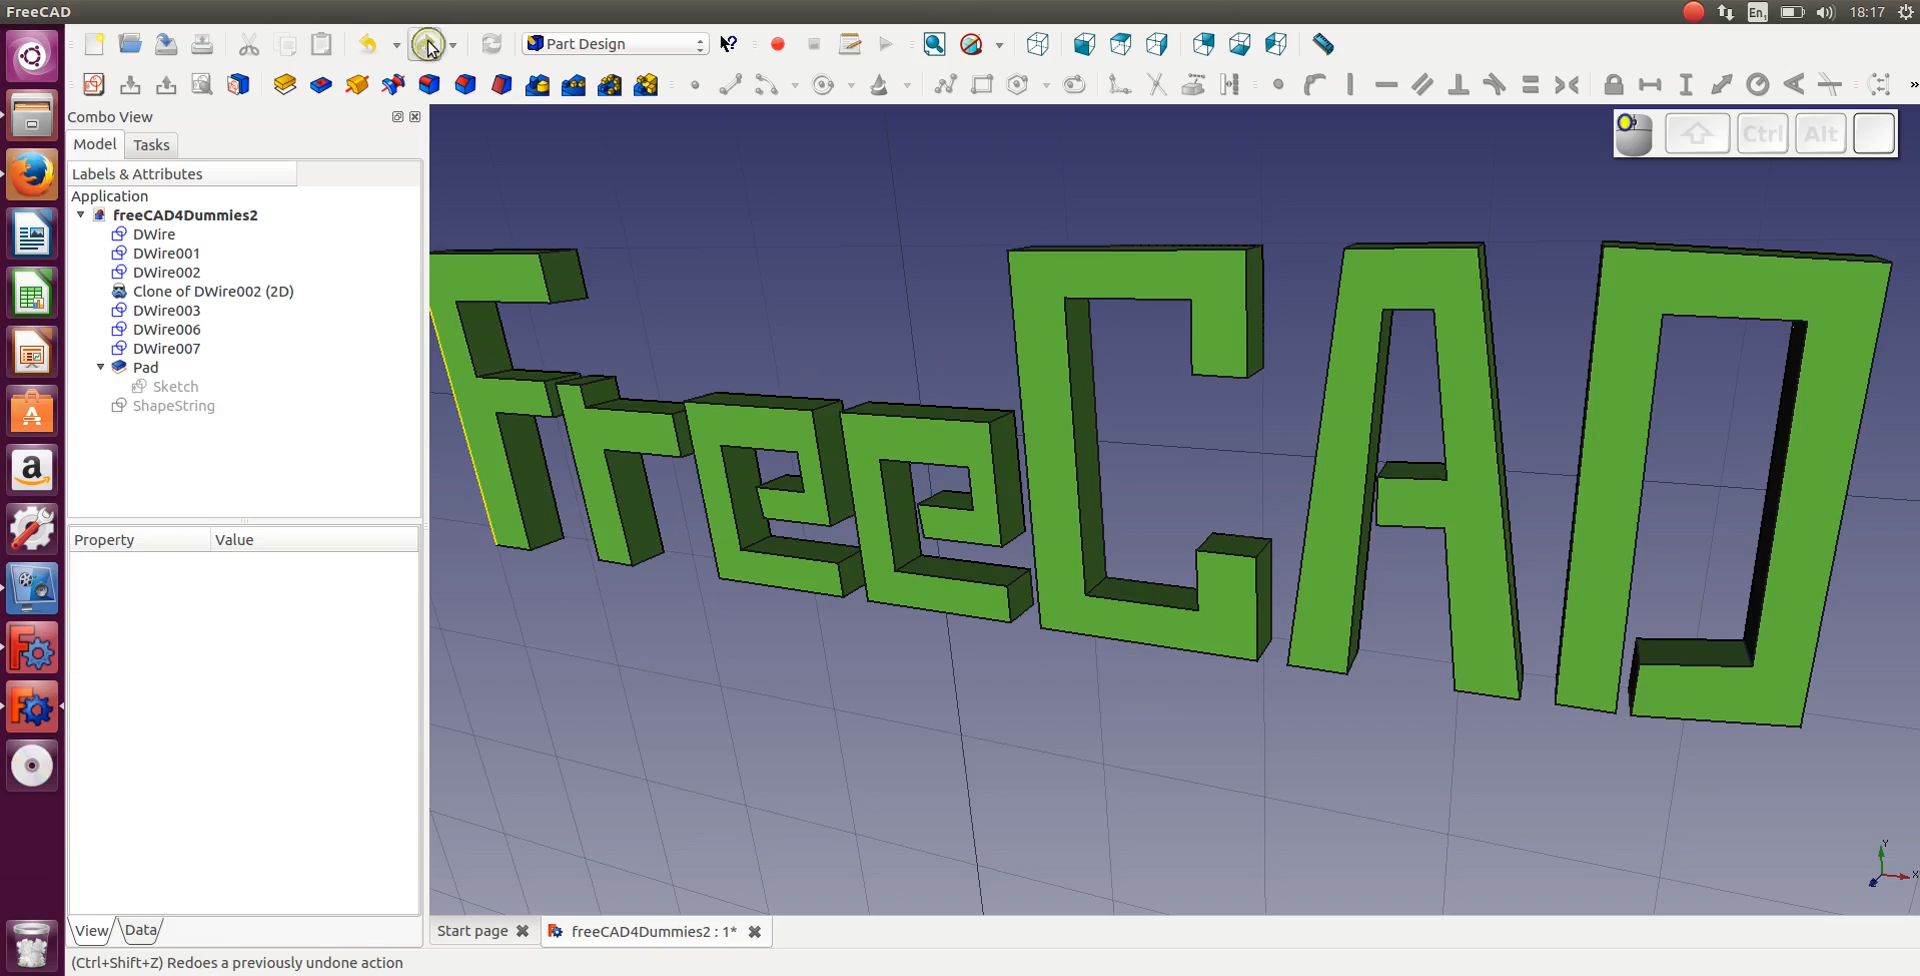 FreeCAD
En₁
18:17
Part Design
Combo View
Ctrl
Alt
Model
Tasks
Labels & Attributes
Application
freeCAD4Dummies2
DWire
DWire001
DWire002
Clone of DWire002 (2D)
DWire003
DWire006
DWire007
Pad
Sketch
ShapeString
FreeCAD
Property
Value
Y
X
View
Data
Start page
freeCAD4Dummies2 : 1*
(Ctrl+Shift+Z) Redoes a previously undone action